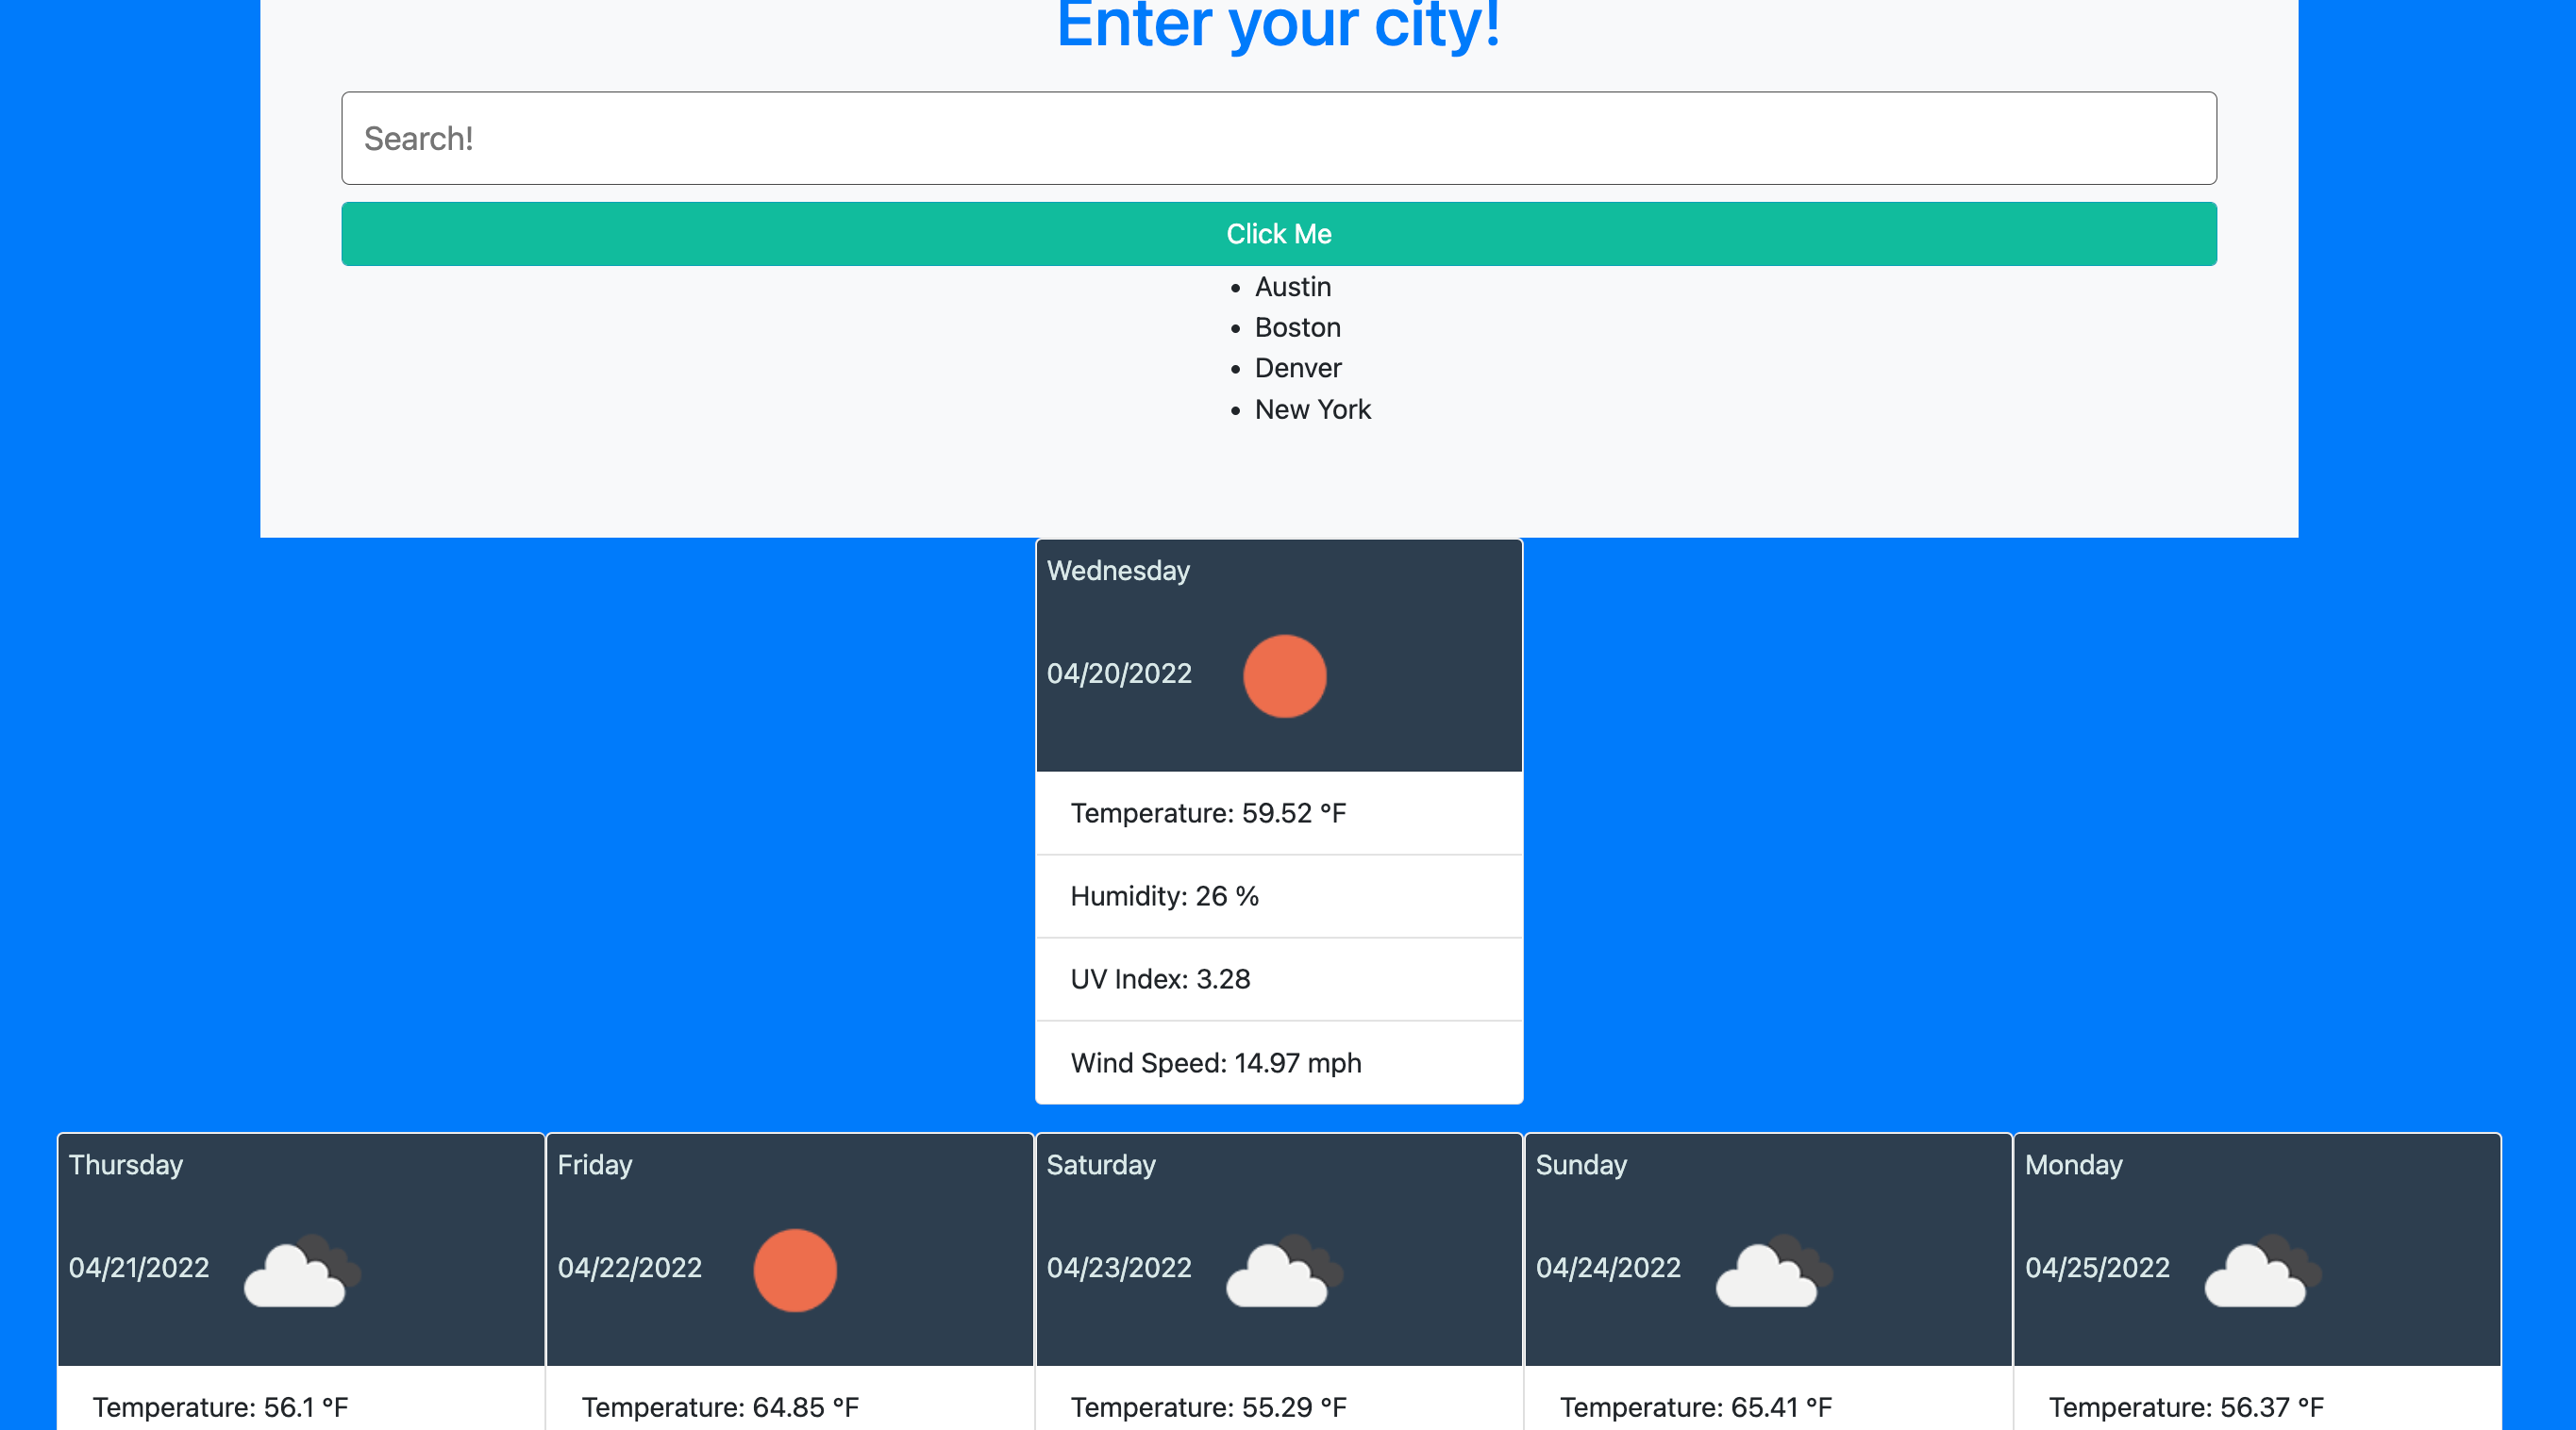 Enter your city!
Search!
Click Me
Austin
Boston
Denver
New York
Wednesday
04/20/2022
Temperature: 59.52 °F
Humidity: 26 %
UV Index: 3.28
Wind Speed: 14.97 mph
Thursday
04/21/2022
Temperature: 56.1 °F
Friday
04/22/2022
Temperature: 64.85 °F
Saturday
04/23/2022
Temperature: 55.29 °F
Sunday
04/24/2022
Temperature: 65.41 °F
Monday
04/25/2022
Temperature: 56.37 °F